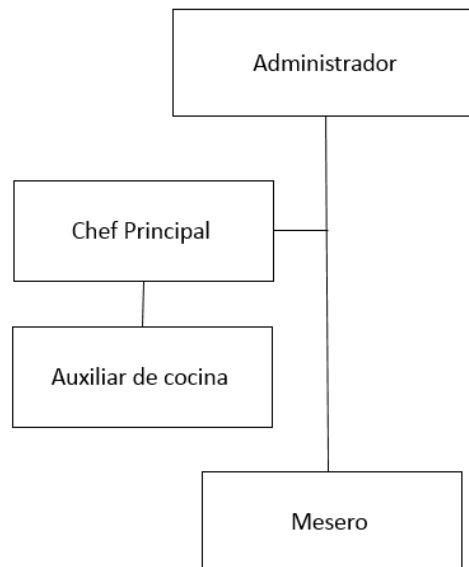 Administrador
Chef Principal
Auxiliar de cocina
Mesero